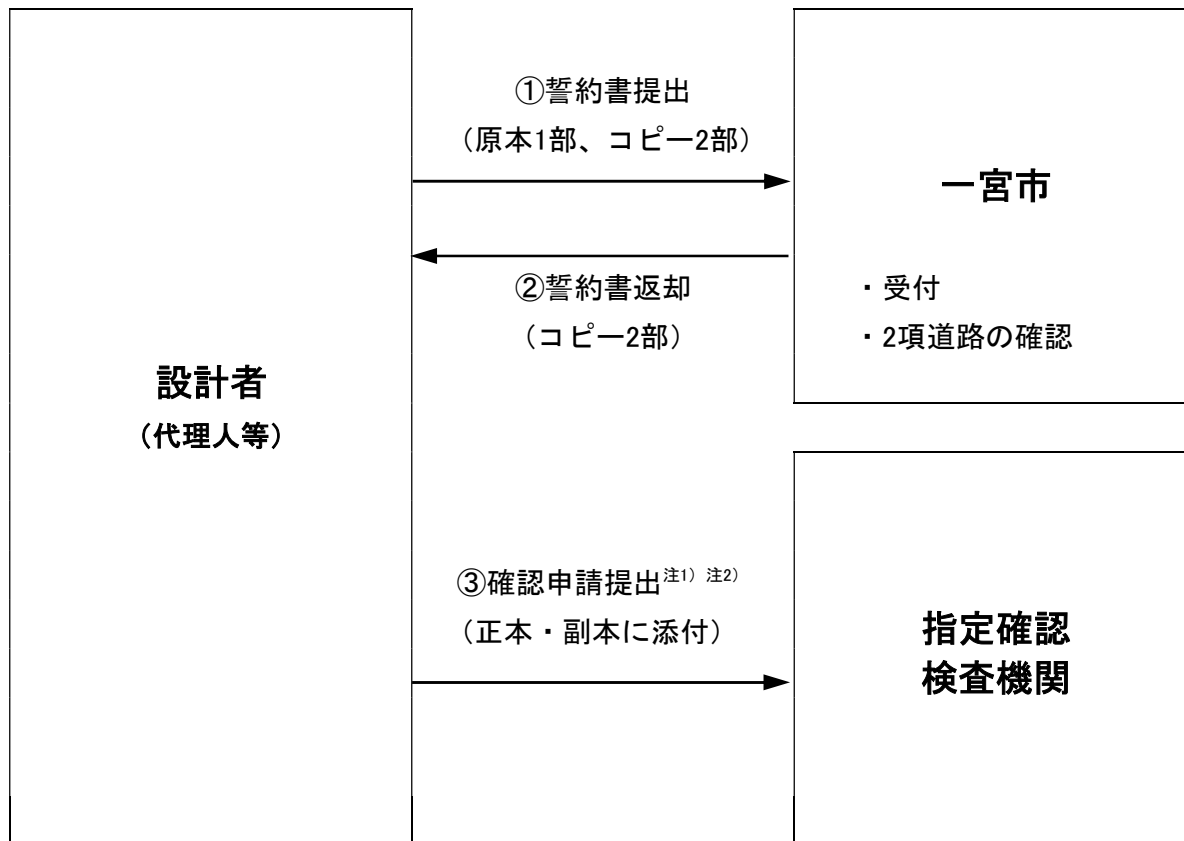 設計者
（代理人等）
①誓約書提出
（原本1部、コピー2部）
②誓約書返却
（コピー2部）
一宮市
・受付
・2項道路の確認
③確認申請提出注1）注2）
（正本・副本に添付）
指定確認
検査機関